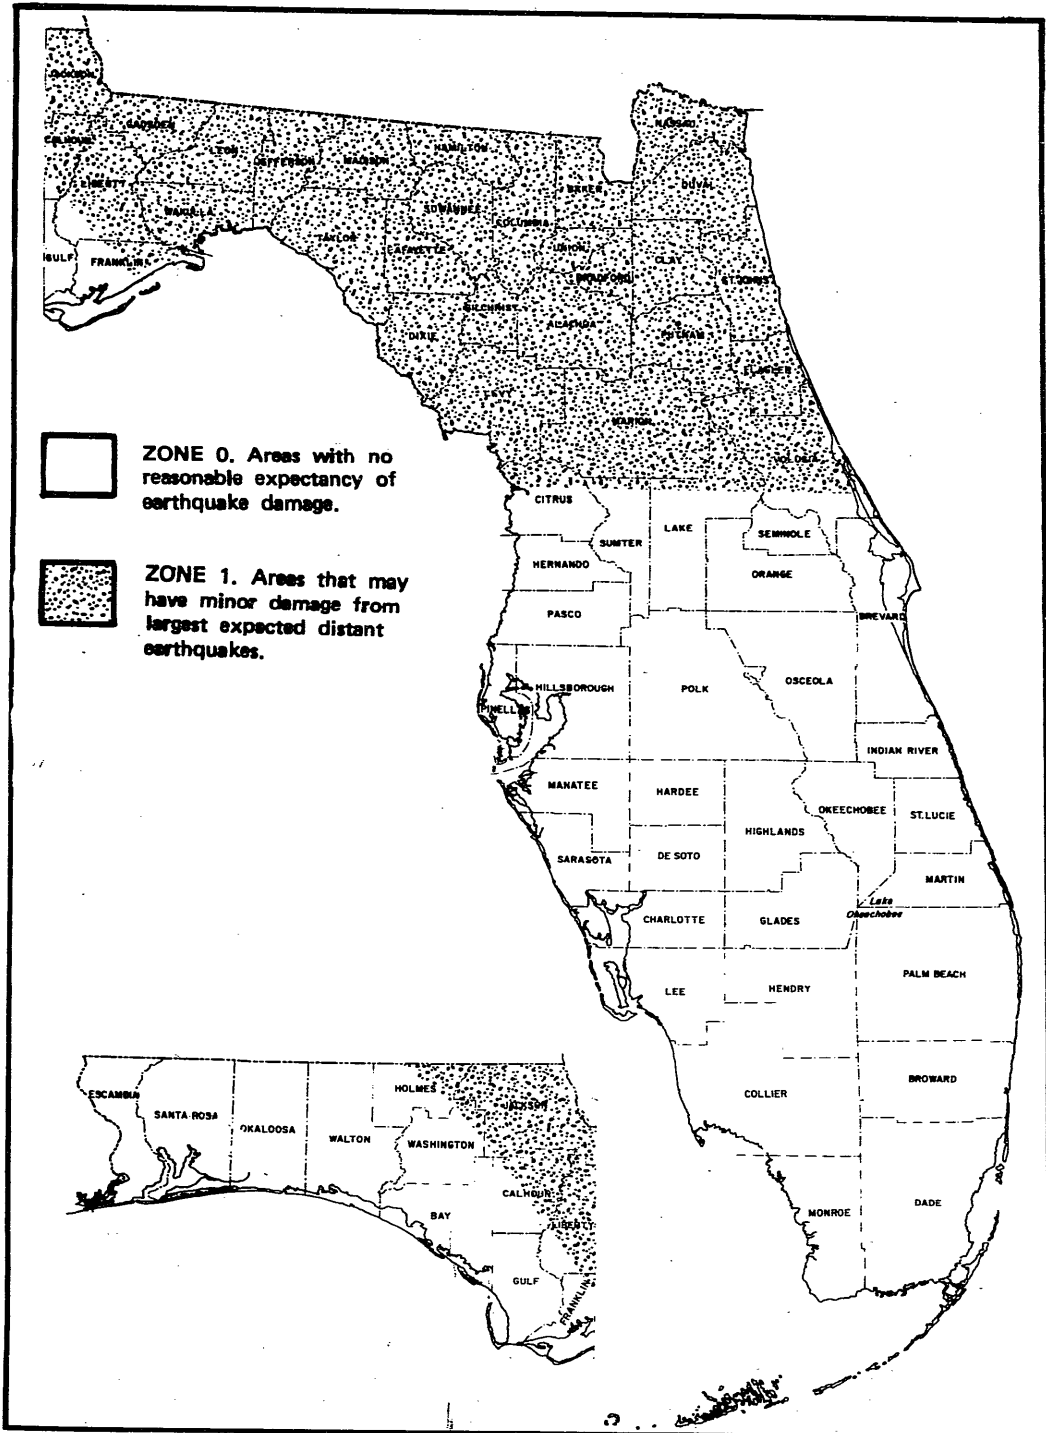 JACKSON
NASSAU
GADSDEN
CALHOUN
LEON
HAMILTON
JEFFERSON
MADISON
LIBERTY
BAKER
DUVAL
WAKULLA
SUWANNEE
COLUMBIA
TAYLOR
LAFAYETTE
UNION
GULF
FRANKLIN
CLAY
BRADFORD
ST. JOHNS
GILCHRIST
ALACHUA
DIXIE
PUTNAM
FLAGLER
LEVY
MARION
VOLUSIA
ZONE 0. Areas with no
reasonable expectancy of
earthquake damage.
ZONE 1. Areas that may
have minor damage from
largest expected distant
earthquakes.
CITRUS
LAKE
SEMINOLE
SUMTER
HERNANDO
ORANGE
PASCO
BREVARD
HILLSBOROUGH
POLK
OSCEOLA
PINELLAS
INDIAN RIVER
MANATEE
HARDEE
OKEECHOBEE
ST. LUCIE
HIGHLANDS
SARASOTA
DE SOTO
MARTIN
Lake
Okeechobee
CHARLOTTE
GLADES
PALM BEACH
LEE
HENDRY
BROWARD
COLLIER
MONROE
DADE
ESCAMBIA
SANTA ROSA
OKALOOSA
WALTON
HOLMES
JACKSON
WASHINGTON
CALHOUN
BAY
LIBERTY
GULF
FRANKLIN